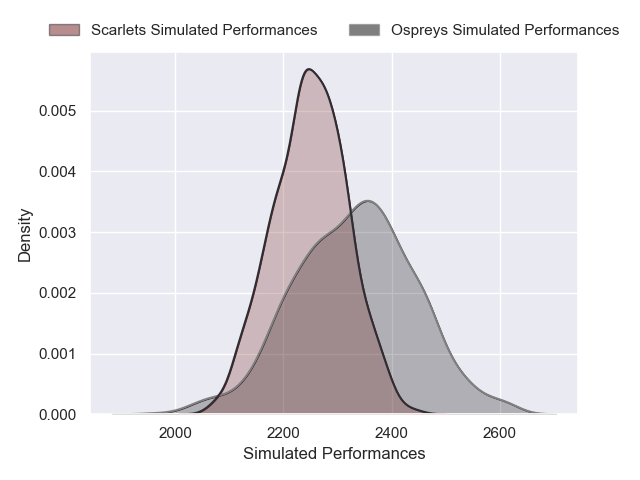 Scarlets Simulated Performances Ospreys Simulated Performances
0.005
0.004
0.003
0.002
0.001
0.000
Density
2000 2200 2400 2600
Simulated Performances